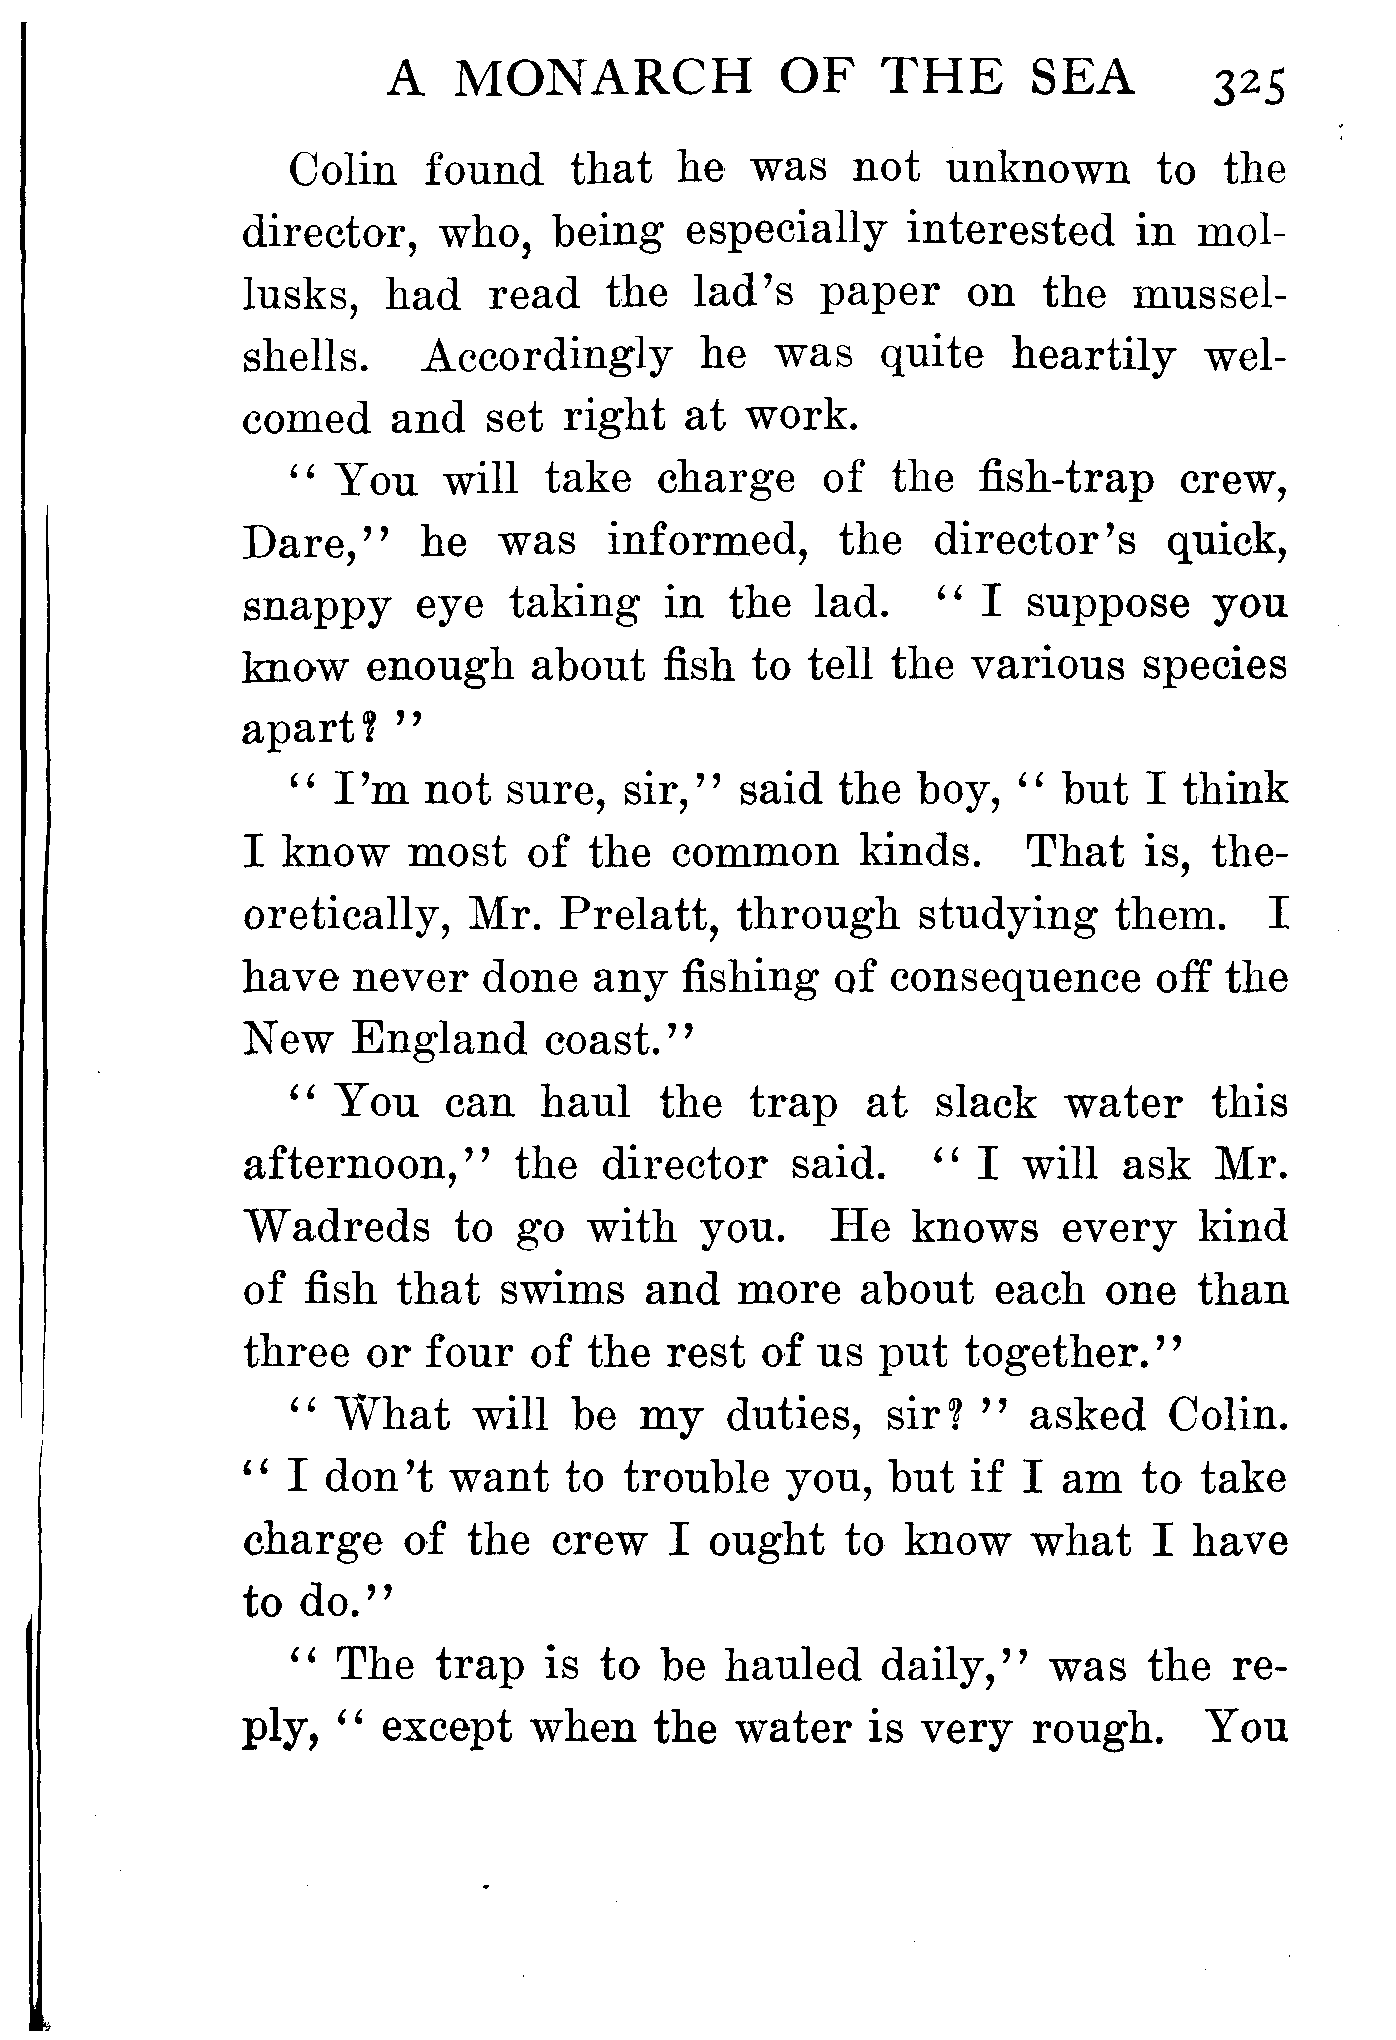 A MONARCH OF THE SEA 325
Colin found that he was not unknown to the
director, who, being especially interested in mol-
lusks, had read the lad's paper on the mussel-
shells. Accordingly he was quite heartily wel-
comed and set right at work.
" You will take charge of the fish-trap crew,
Dare," he was informed, the director's quick,
snappy eye taking in the lad. " I suppose you
know enough about fish to tell the various species
apart? "
" I'm not sure, sir," said the boy, " but I think
I know most of the common kinds. That is, the-
oretically, Mr. Prelatt, through studying them. I
have never done any fishing of consequence off the
New England coast."
" You can haul the trap at slack water this
afternoon," the director said. " I will ask Mr.
Wadreds to go with you. He knows every kind
of fish that swims and more about each one than
three or four of the rest of us put together."
" What will be my duties, sir? " asked Colin.
" I don't want to trouble you, but if I am to take
charge of the crew I ought to know what I have
to do."
" The trap is to be hauled daily," was the re-
ply, " except when the water is very rough. You